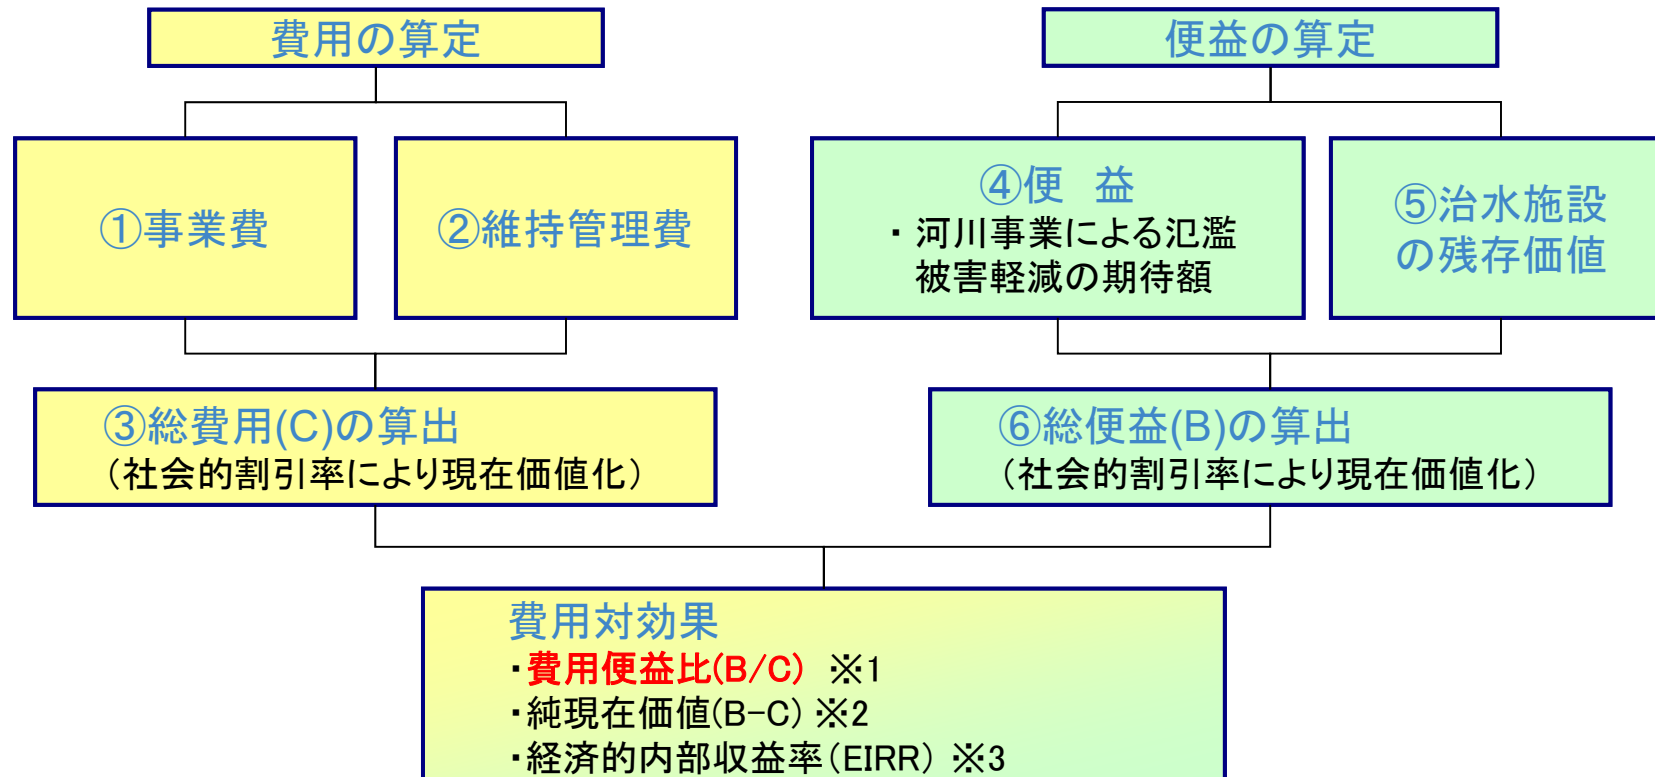 費用の算定
便益の算定
①事業費
②維持管理費
④便　益
・河川事業による氾濫
被害軽減の期待額
⑤治水施設
の残存価値
③総費用(C)の算出
（社会的割引率により現在価値化）
⑥総便益(B)の算出
（社会的割引率により現在価値化）
費用対効果
・費用便益比(B/C) ※1
・純現在価値(B-C) ※2
・経済的内部収益率（EIRR） ※3